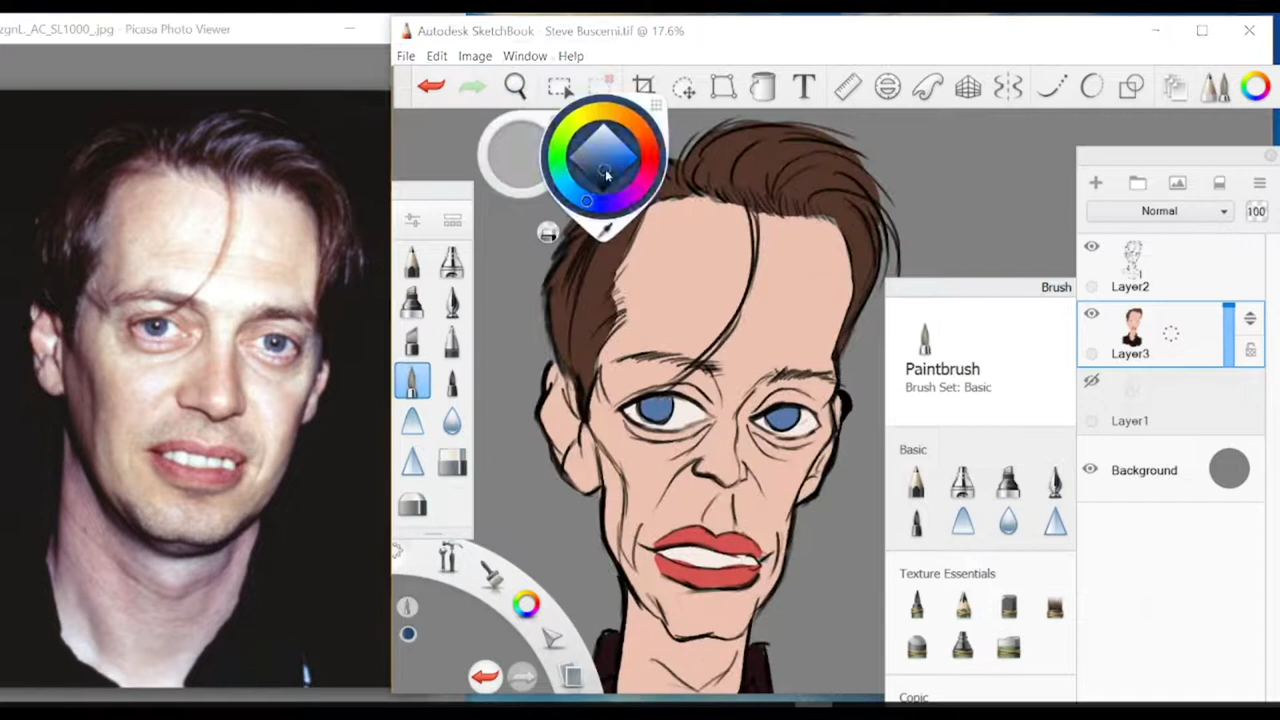 zgnL._AC_SL1000_.jpg - Picasa Photo Viewer
Autodesk SketchBook - Steve Buscemi.tif @ 17.6%
File Edit Image Window Help
T
Normal 100
Layer2
Brush
Layer3
Paintbrush
Brush Set: Basic
Layer1
Basic
Background
Texture Essentials
Copic